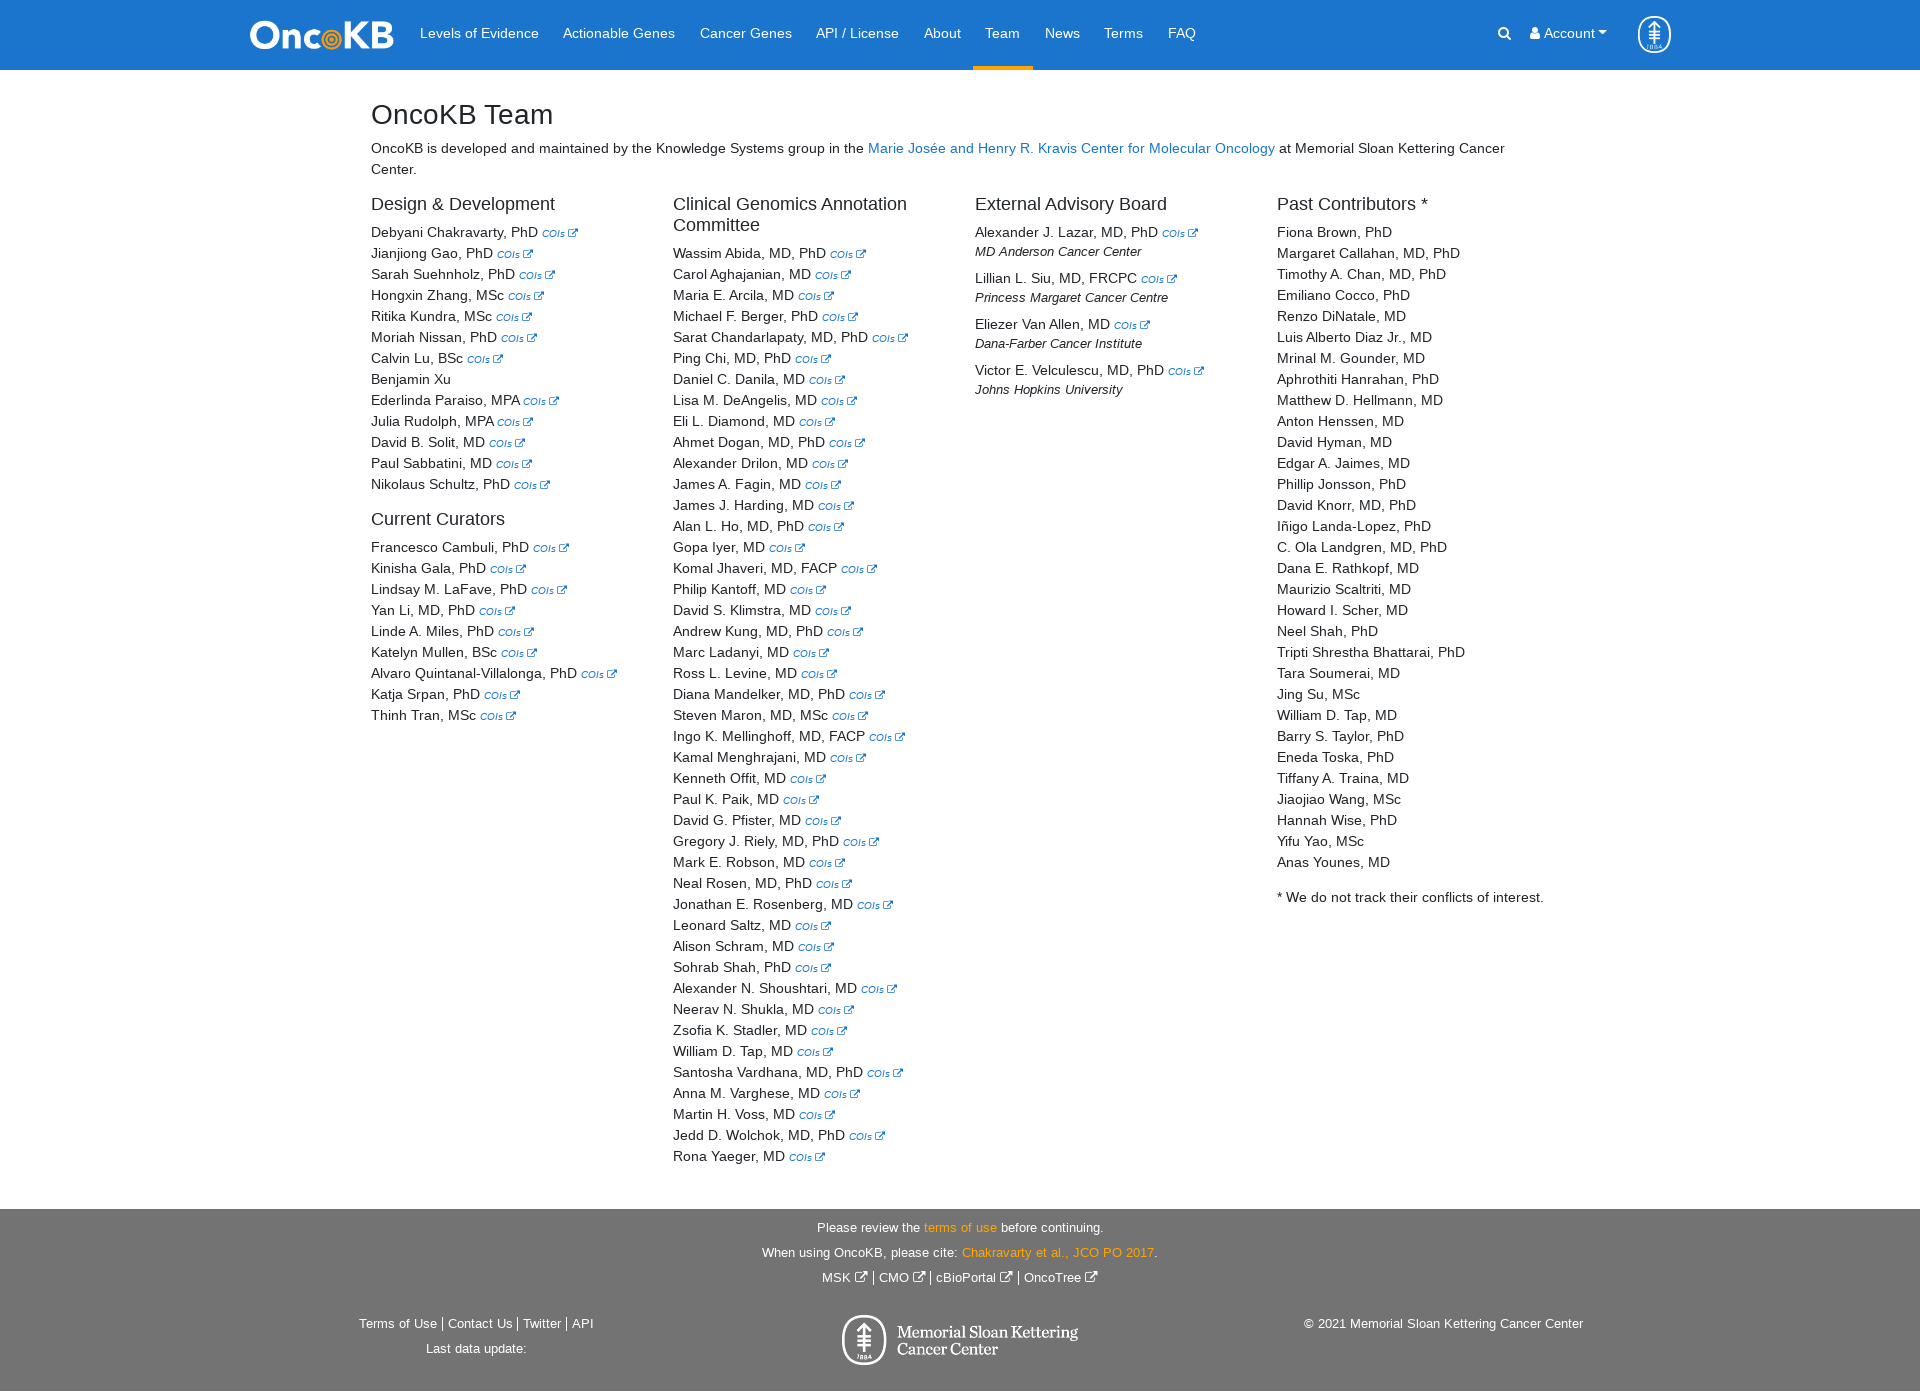 OncoKB
Levels of Evidence
Actionable Genes
Cancer Genes
API / License
About
Team
News
Terms
FAQ
Account
OncoKB Team
OncoKB is developed and maintained by the Knowledge Systems group in the Marie Josée and Henry R. Kravis Center for Molecular Oncology at Memorial Sloan Kettering Cancer
Center.
Design & Development
Debyani Chakravarty, PhD COIs
Jianjiong Gao, PhD COIs
Sarah Suehnholz, PhD COIs
Hongxin Zhang, MSc COIs
Ritika Kundra, MSc COIs
Moriah Nissan, PhD COIs
Calvin Lu, BSc COIs
Benjamin Xu
Ederlinda Paraiso, MPA COIs
Julia Rudolph, MPA COIs
David B. Solit, MD COIs
Paul Sabbatini, MD COIs
Nikolaus Schultz, PhD COIs
Current Curators
Francesco Cambuli, PhD COIs
Kinisha Gala, PhD COIs
Lindsay M. LaFave, PhD COIs
Yan Li, MD, PhD COIs
Linde A. Miles, PhD COIs
Katelyn Mullen, BSc COIs
Alvaro Quintanal-Villalonga, PhD COIs
Katja Srpan, PhD COIs
Thinh Tran, MSc COIs
Clinical Genomics Annotation
Committee
Wassim Abida, MD, PhD COIs
Carol Aghajanian, MD COIs
Maria E. Arcila, MD COIs
Michael F. Berger, PhD COIs
Sarat Chandarlapaty, MD, PhD COIs
Ping Chi, MD, PhD COIs
Daniel C. Danila, MD COIs
Lisa M. DeAngelis, MD COIs
Eli L. Diamond, MD COIs
Ahmet Dogan, MD, PhD COIs
Alexander Drilon, MD COIs
James A. Fagin, MD COIs
James J. Harding, MD COIs
Alan L. Ho, MD, PhD COIs
Gopa Iyer, MD COIs
Komal Jhaveri, MD, FACP COIs
Philip Kantoff, MD COIs
David S. Klimstra, MD COIs
Andrew Kung, MD, PhD COIs
Marc Ladanyi, MD COIs
Ross L. Levine, MD COIs
Diana Mandelker, MD, PhD COIs
Steven Maron, MD, MSc COIs
Ingo K. Mellinghoff, MD, FACP COIs
Kamal Menghrajani, MD COIs
Kenneth Offit, MD COIs
Paul K. Paik, MD COIs
David G. Pfister, MD COIs
Gregory J. Riely, MD, PhD COIs
Mark E. Robson, MD COIs
Neal Rosen, MD, PhD COIs
Jonathan E. Rosenberg, MD COIs
Leonard Saltz, MD COIs
Alison Schram, MD COIs
Sohrab Shah, PhD COIs
Alexander N. Shoushtari, MD COIs
Neerav N. Shukla, MD COIs
Zsofia K. Stadler, MD COIs
William D. Tap, MD COIs
Santosha Vardhana, MD, PhD COIs
Anna M. Varghese, MD COIs
Martin H. Voss, MD COIs
Jedd D. Wolchok, MD, PhD COIs
Rona Yaeger, MD COIs
External Advisory Board
Alexander J. Lazar, MD, PhD COIs
MD Anderson Cancer Center
Lillian L. Siu, MD, FRCPC COIs
Princess Margaret Cancer Centre
Eliezer Van Allen, MD COIs
Dana-Farber Cancer Institute
Victor E. Velculescu, MD, PhD COIs
Johns Hopkins University
Past Contributors *
Fiona Brown, PhD
Margaret Callahan, MD, PhD
Timothy A. Chan, MD, PhD
Emiliano Cocco, PhD
Renzo DiNatale, MD
Luis Alberto Diaz Jr., MD
Mrinal M. Gounder, MD
Aphrothiti Hanrahan, PhD
Matthew D. Hellmann, MD
Anton Henssen, MD
David Hyman, MD
Edgar A. Jaimes, MD
Phillip Jonsson, PhD
David Knorr, MD, PhD
Iñigo Landa-Lopez, PhD
C. Ola Landgren, MD, PhD
Dana E. Rathkopf, MD
Maurizio Scaltriti, MD
Howard I. Scher, MD
Neel Shah, PhD
Tripti Shrestha Bhattarai, PhD
Tara Soumerai, MD
Jing Su, MSc
William D. Tap, MD
Barry S. Taylor, PhD
Eneda Toska, PhD
Tiffany A. Traina, MD
Jiaojiao Wang, MSc
Hannah Wise, PhD
Yifu Yao, MSc
Anas Younes, MD
* We do not track their conflicts of interest.
Please review the terms of use before continuing.
When using OncoKB, please cite: Chakravarty et al., JCO PO 2017.
MSK | CMO | cBioPortal | OncoTree
Terms of Use | Contact Us | Twitter | API
Last data update:
1884
Memorial Sloan Kettering
Cancer Center
© 2021 Memorial Sloan Kettering Cancer Center